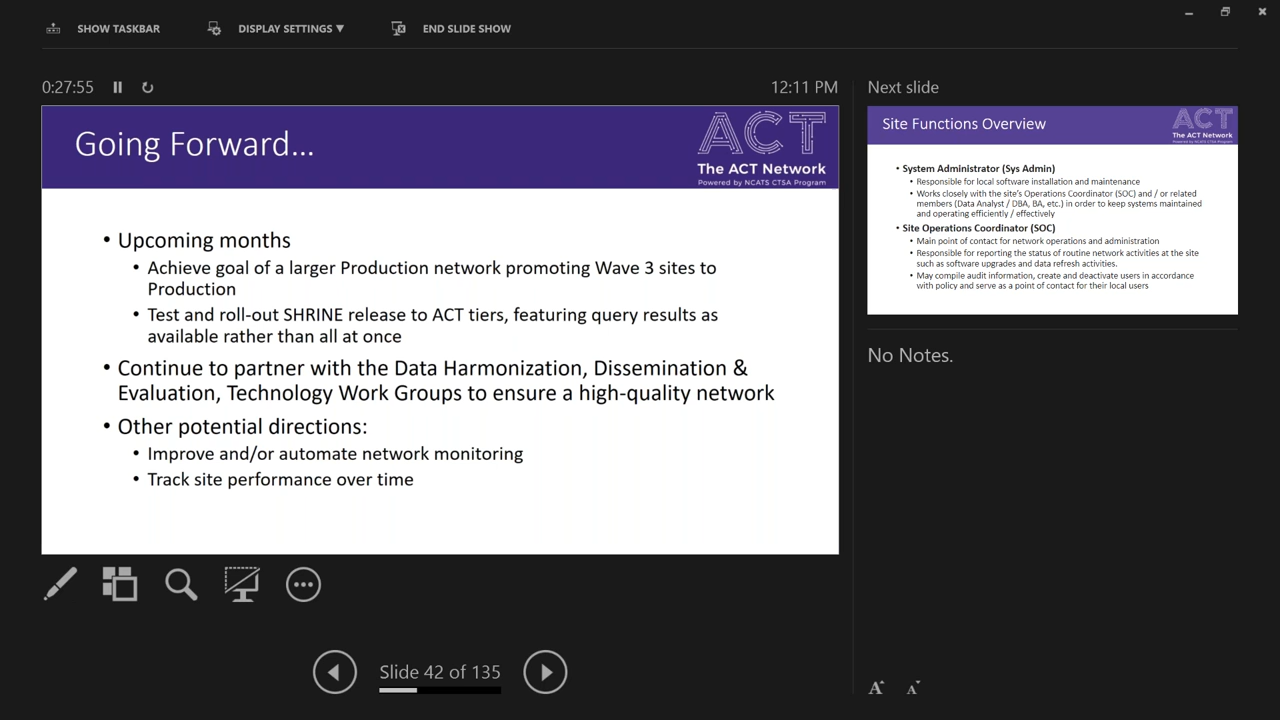 SHOW TASKBAR
DISPLAY SETTINGS ▼
END SLIDE SHOW
0:27:55
12:11 PM
Going Forward...
ACT
The ACT Network
Powered by NCATS CTSA Program
• Upcoming months
• Achieve goal of a larger Production network promoting Wave 3 sites to
Production
• Test and roll-out SHRINE release to ACT tiers, featuring query results as
available rather than all at once
• Continue to partner with the Data Harmonization, Dissemination &
Evaluation, Technology Work Groups to ensure a high-quality network
• Other potential directions:
• Improve and/or automate network monitoring
• Track site performance over time
Slide 42 of 135
Next slide
Site Functions Overview
ACT
The ACT Network
Powered by NCATS CTSA Program
• System Administrator (Sys Admin)
• Responsible for local software installation and maintenance
• Works closely with the site's Operations Coordinator (SOC) and / or related
members (Data Analyst / DBA, BA, etc.) in order to keep systems maintained
and operating efficiently / effectively
• Site Operations Coordinator (SOC)
• Main point of contact for network operations and administration
• Responsible for reporting the status of routine network activities at the site
such as software upgrades and data refresh activities.
• May compile audit information, create and deactivate users in accordance
with policy and serve as a point of contact for their local users
No Notes.
A A